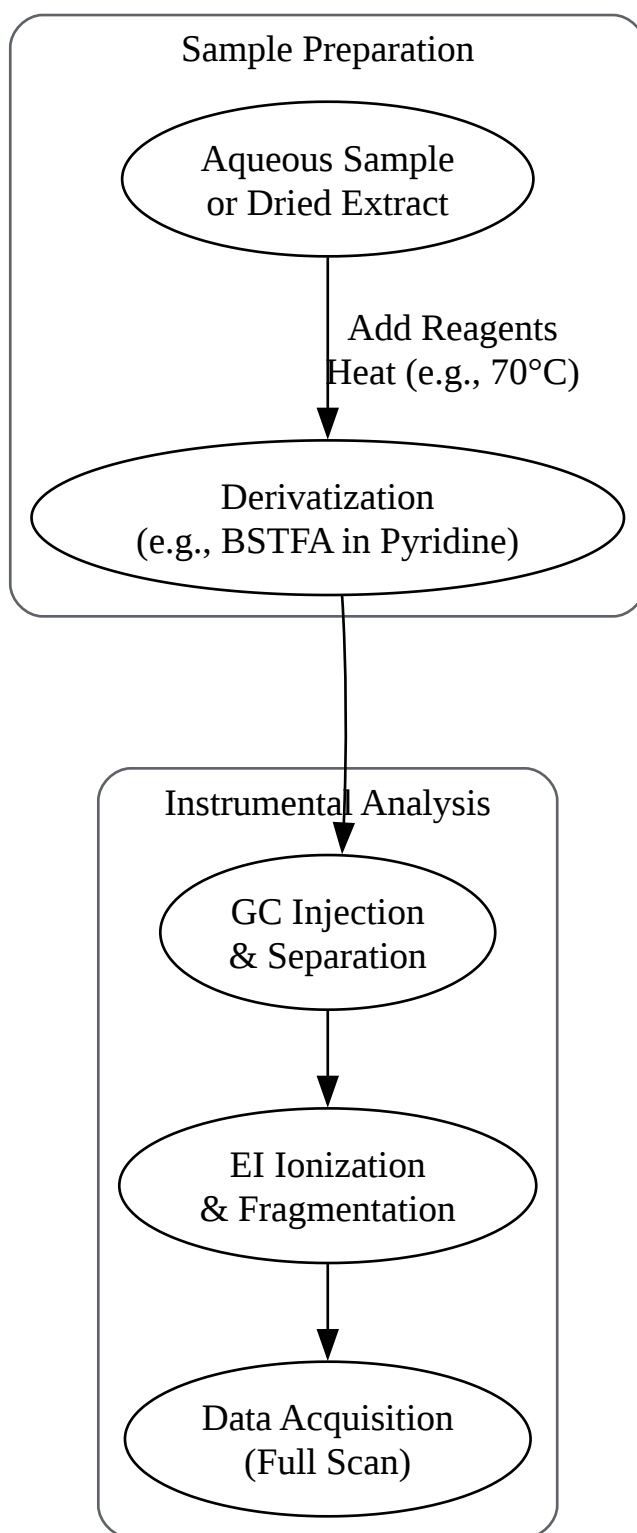 Sample Preparation
Aqueous Sample
or Dried Extract
Add Reagents
Heat (e.g., 70°C)
Derivatization
(e.g., BSTFA in Pyridine)
Instrumental Analysis
GC Injection
& Separation
EI Ionization
& Fragmentation
Data Acquisition
(Full Scan)